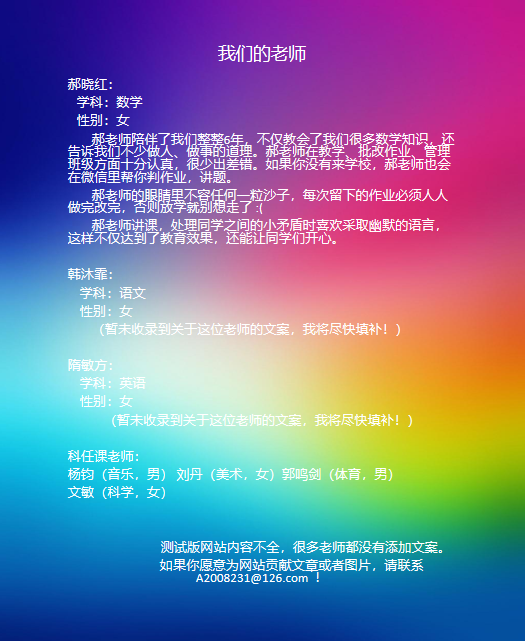 我们的老师
郝晓红：
学科：数学
性别：女
郝老师陪伴了我们整整6年，不仅教会了我们很多数学知识，还
告诉我们不少做人、做事的道理。郝老师在教学、批改作业、管理
班级方面十分认真，很少出差错。如果你没有来学校，郝老师也会
在微信里帮你判作业，讲题。
郝老师的眼睛里不容任何一粒沙子，每次留下的作业必须人人
做完改完，否则放学就别想走了 :(
郝老师讲课，处理同学之间的小矛盾时喜欢采取幽默的语言，
这样不仅达到了教育效果，还能让同学们开心。
韩沐霏：
学科：语文
性别：女
（暂未收录到关于这位老师的文案，我将尽快填补！）
隋敏方：
学科：英语
性别：女
（暂未收录到关于这位老师的文案，我将尽快填补！）
科任课老师：
杨钧（音乐，男） 刘丹（美术，女）郭鸣剑（体育，男）
文敏（科学，女）
测试版网站内容不全，很多老师都没有添加文案。
如果你愿意为网站贡献文章或者图片，请联系
A2008231@126.com ！